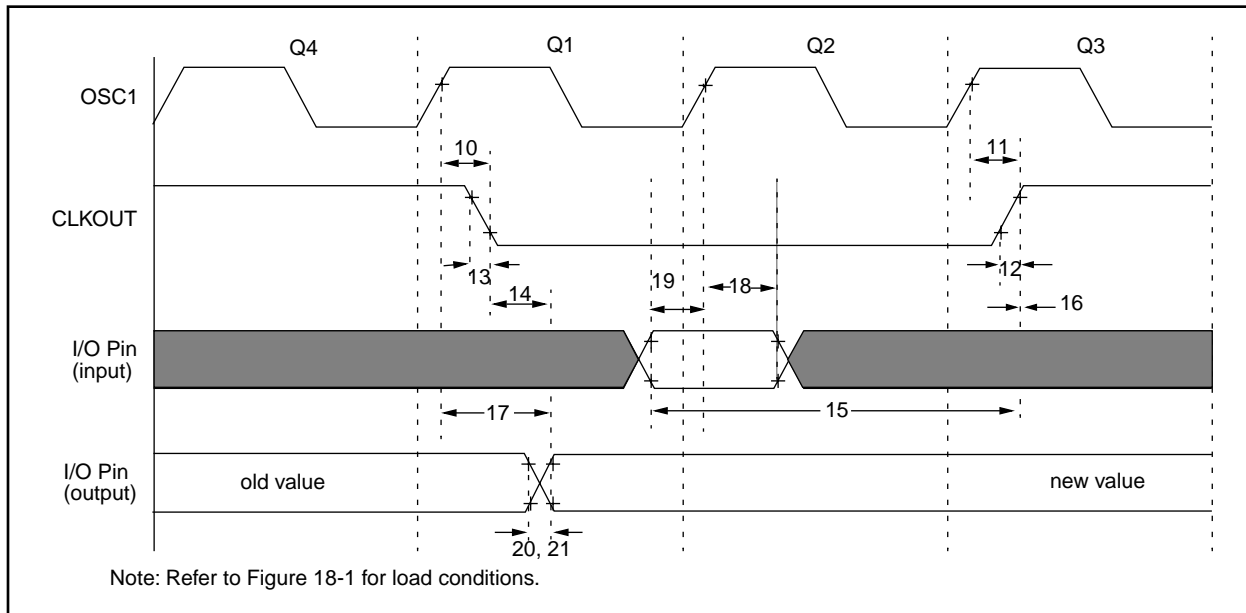 Q4 Q1 Q2 Q3
OSC1
10 11
CLKOUT
13 19 18 12
14 16
I/O Pin
(input)
17 15
I/O Pin
(output)
old value new value
20, 21
Note: Refer to Figure 18-1 for load conditions.